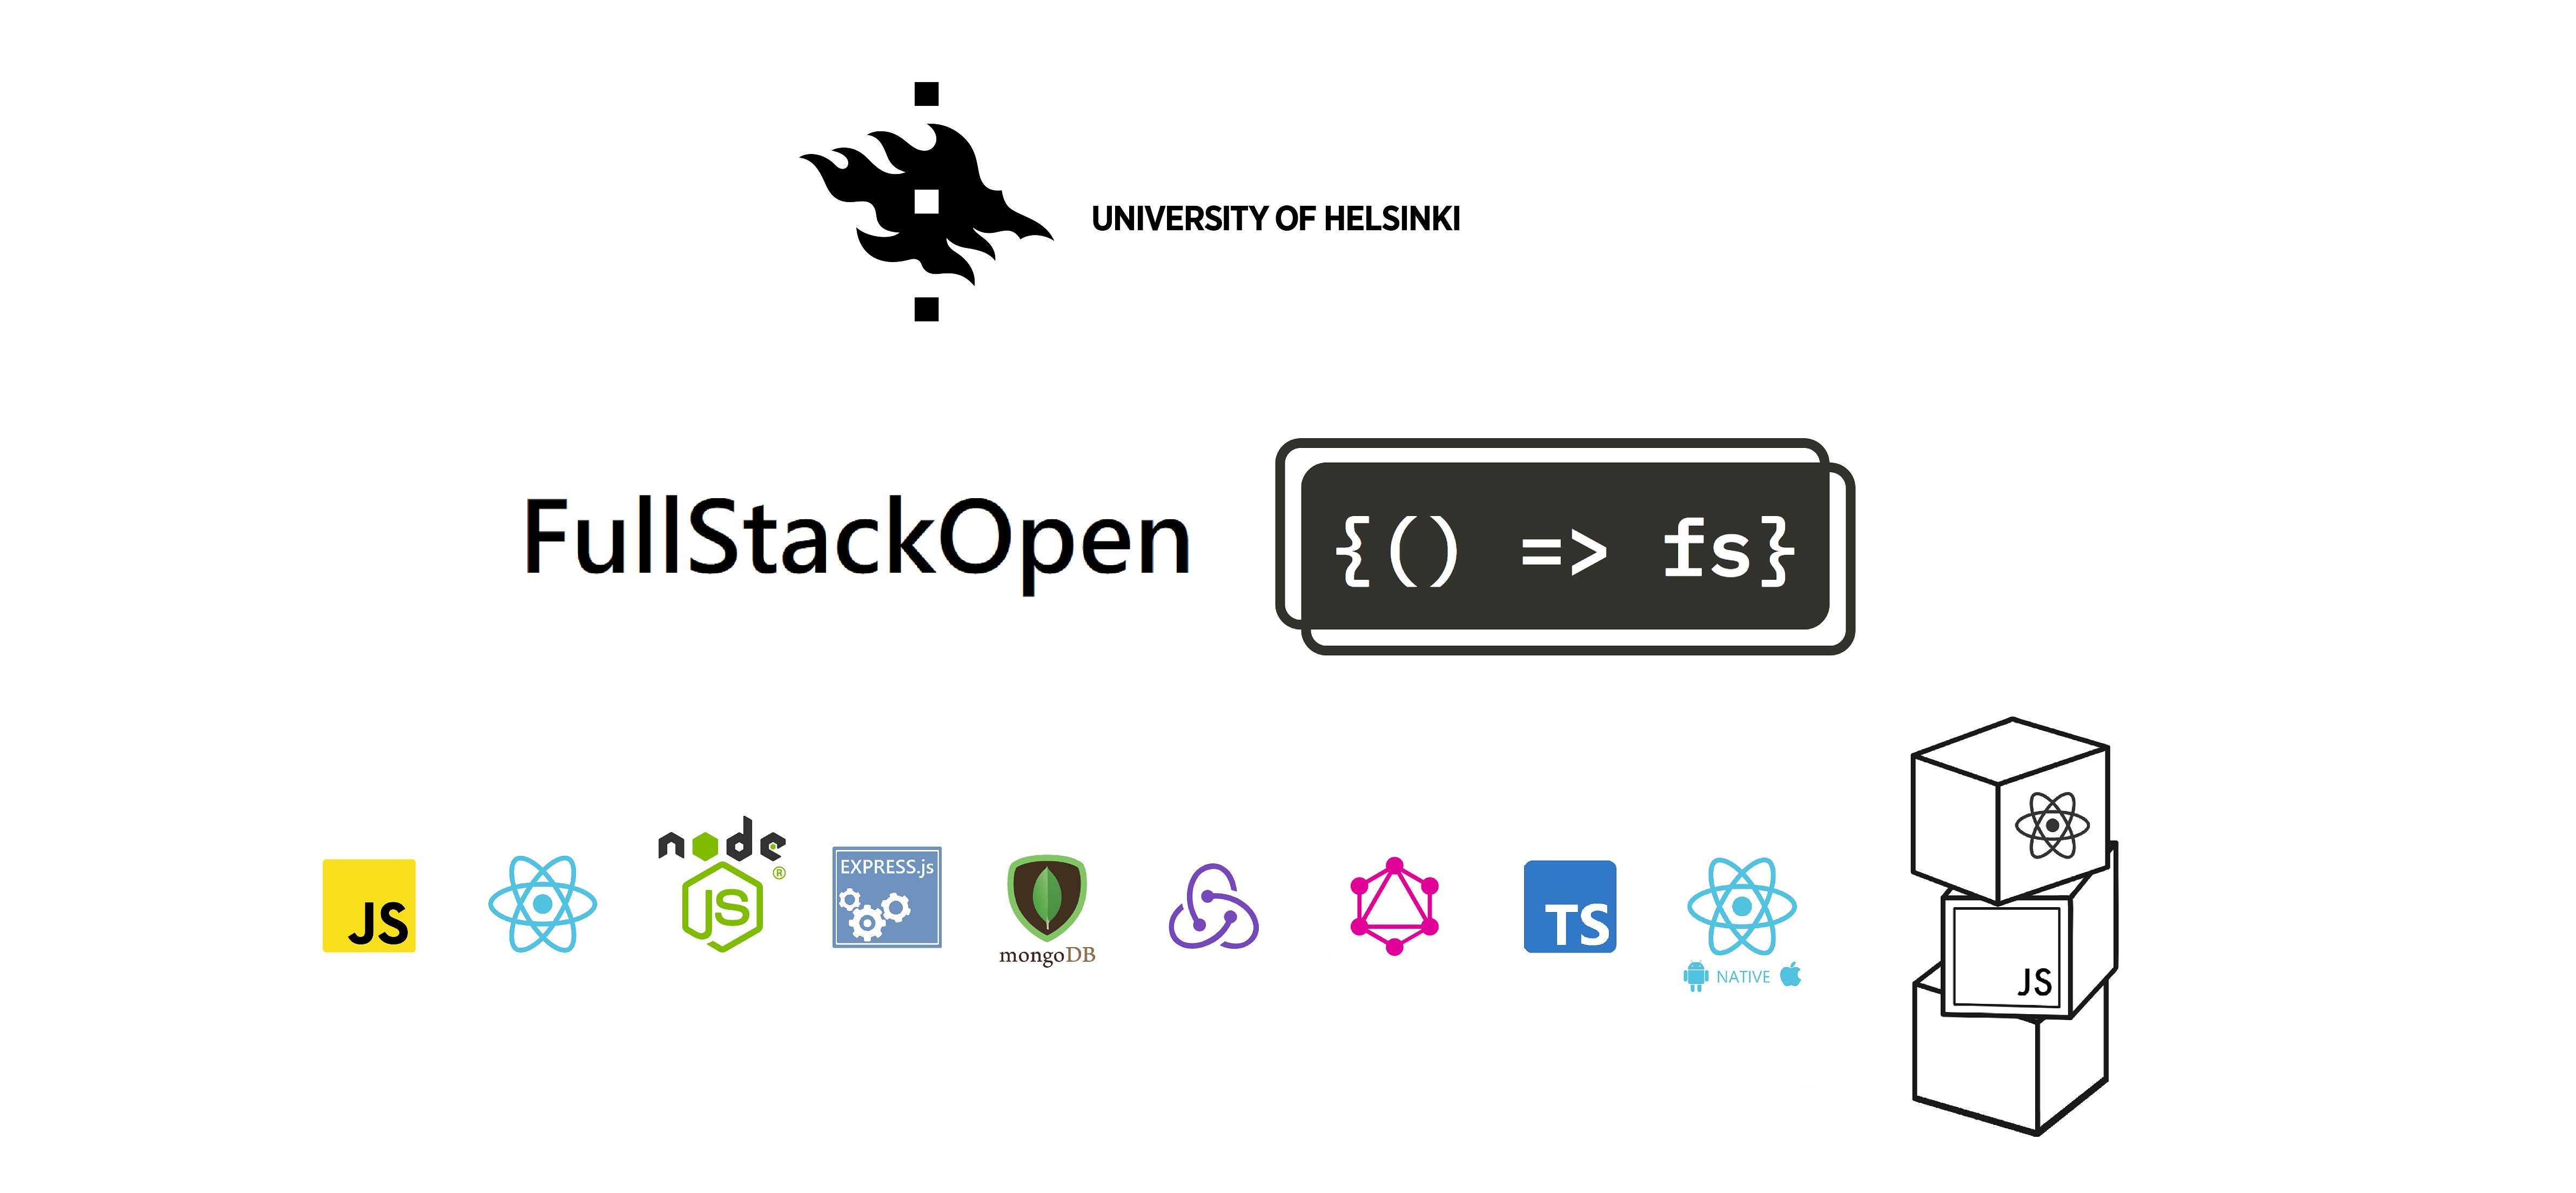 UNIVERSITY OF HELSINKI
FullStackOpen
{() => fs}
node
JS
®
EXPRESS.js
JS
mongoDB
TS
NATIVE
JS